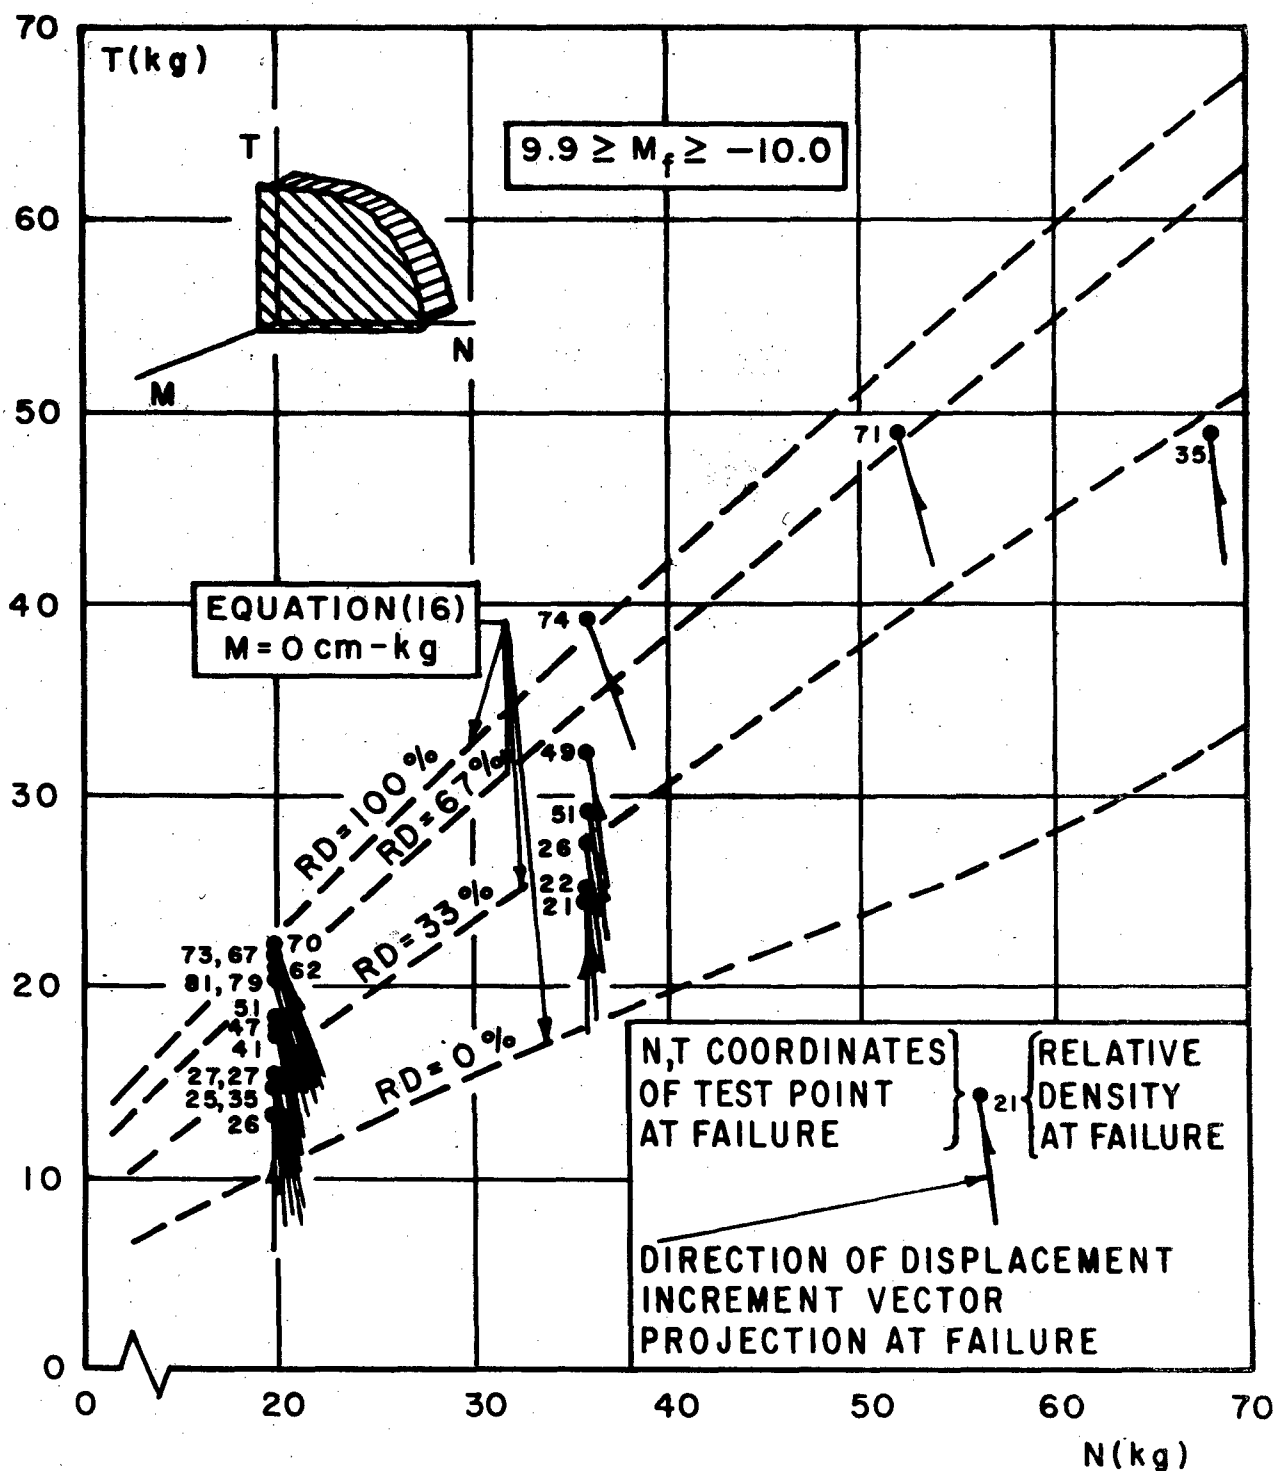 70
T(kg)
9.9 ≥ Mf ≥ -10.0
T
60
N
M
50
71
35
40
EQUATION(16)
M=0 cm-kg
74
49
30
51
26
22
21
RD=100%
RD=67%
RD=33%
RD=0%
70
73,67
62
20
81,79
51
47
41
27,27
25,35
26
10
N,T COORDINATES
OF TEST POINT
AT FAILURE
21
RELATIVE
DENSITY
AT FAILURE
DIRECTION OF DISPLACEMENT
INCREMENT VECTOR
PROJECTION AT FAILURE
0
0 20 30 40 50 60 70
N(kg)